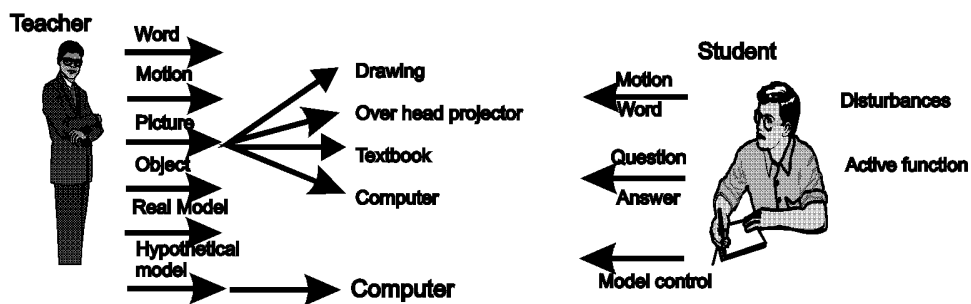 Teacher
Word
Motion
Picture
Object
Real Model
Hypothetical
model
Drawing
Over head projector
Textbook
Computer
Computer
Student
Motion
Word
Question
Answer
Model control
Disturbances
Active function